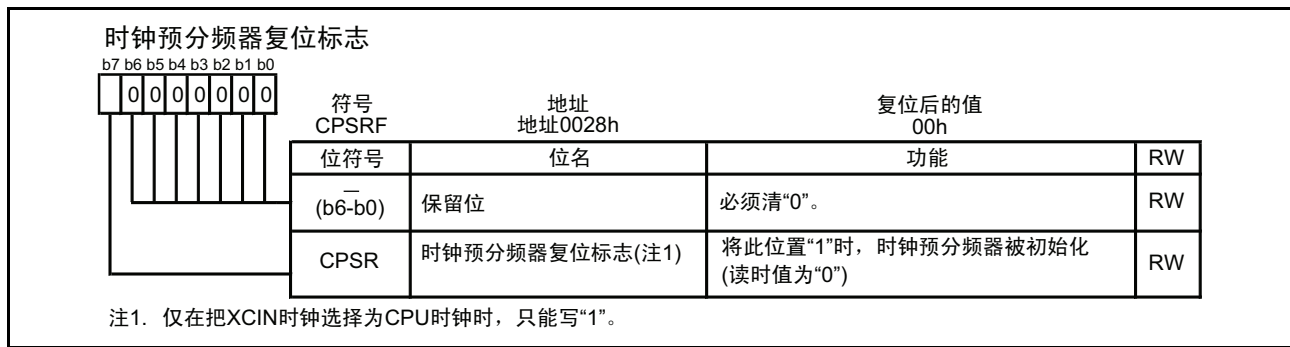 时钟预分频器复位标志
b7 b6 b5 b4 b3 b2 b1 b0
0 0 0 0 0 0 0
符号 地址 复位后的值
CPSRF 地址0028h 00h
位符号 位名 功能 RW
— (b6-b0) 保留位 必须清“0”。 RW
CPSR 时钟预分频器复位标志(注1) 将此位置“1”时，时钟预分频器被初始化 RW
(读时值为“0”)
注1. 仅在把XCIN时钟选择为CPU时钟时，只能写“1”。